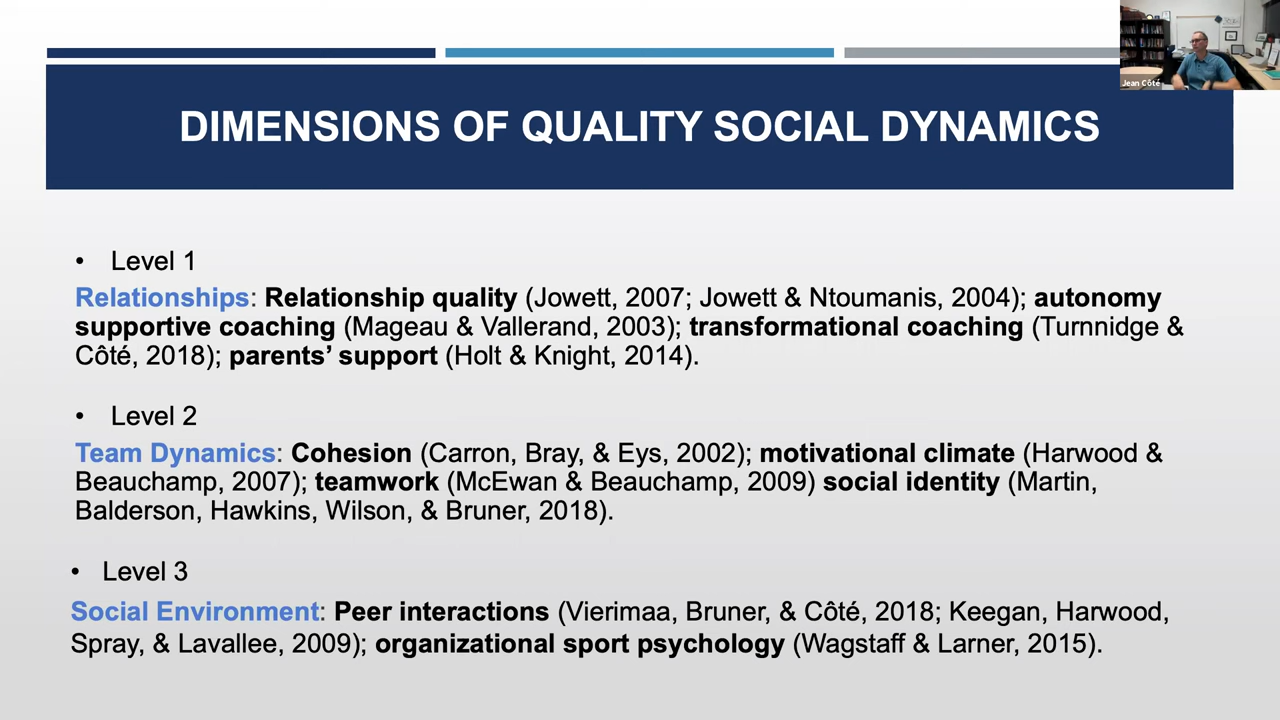 Jean Côté
DIMENSIONS OF QUALITY SOCIAL DYNAMICS
• Level 1
Relationships: Relationship quality (Jowett, 2007; Jowett & Ntoumanis, 2004); autonomy
supportive coaching (Mageau & Vallerand, 2003); transformational coaching (Turnnidge &
Côté, 2018); parents’ support (Holt & Knight, 2014).
• Level 2
Team Dynamics: Cohesion (Carron, Bray, & Eys, 2002); motivational climate (Harwood &
Beauchamp, 2007); teamwork (McEwan & Beauchamp, 2009) social identity (Martin,
Balderson, Hawkins, Wilson, & Bruner, 2018).
• Level 3
Social Environment: Peer interactions (Vierimaa, Bruner, & Côté, 2018; Keegan, Harwood,
Spray, & Lavallee, 2009); organizational sport psychology (Wagstaff & Larner, 2015).